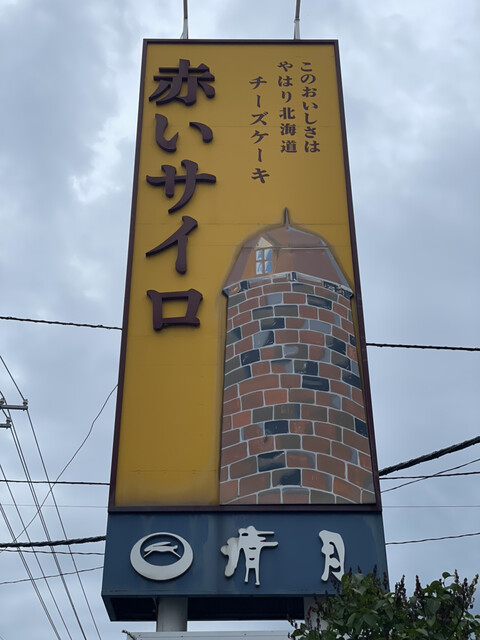 このおいしさは
やはり北海道
チーズケーキ
赤いサイロ
清月